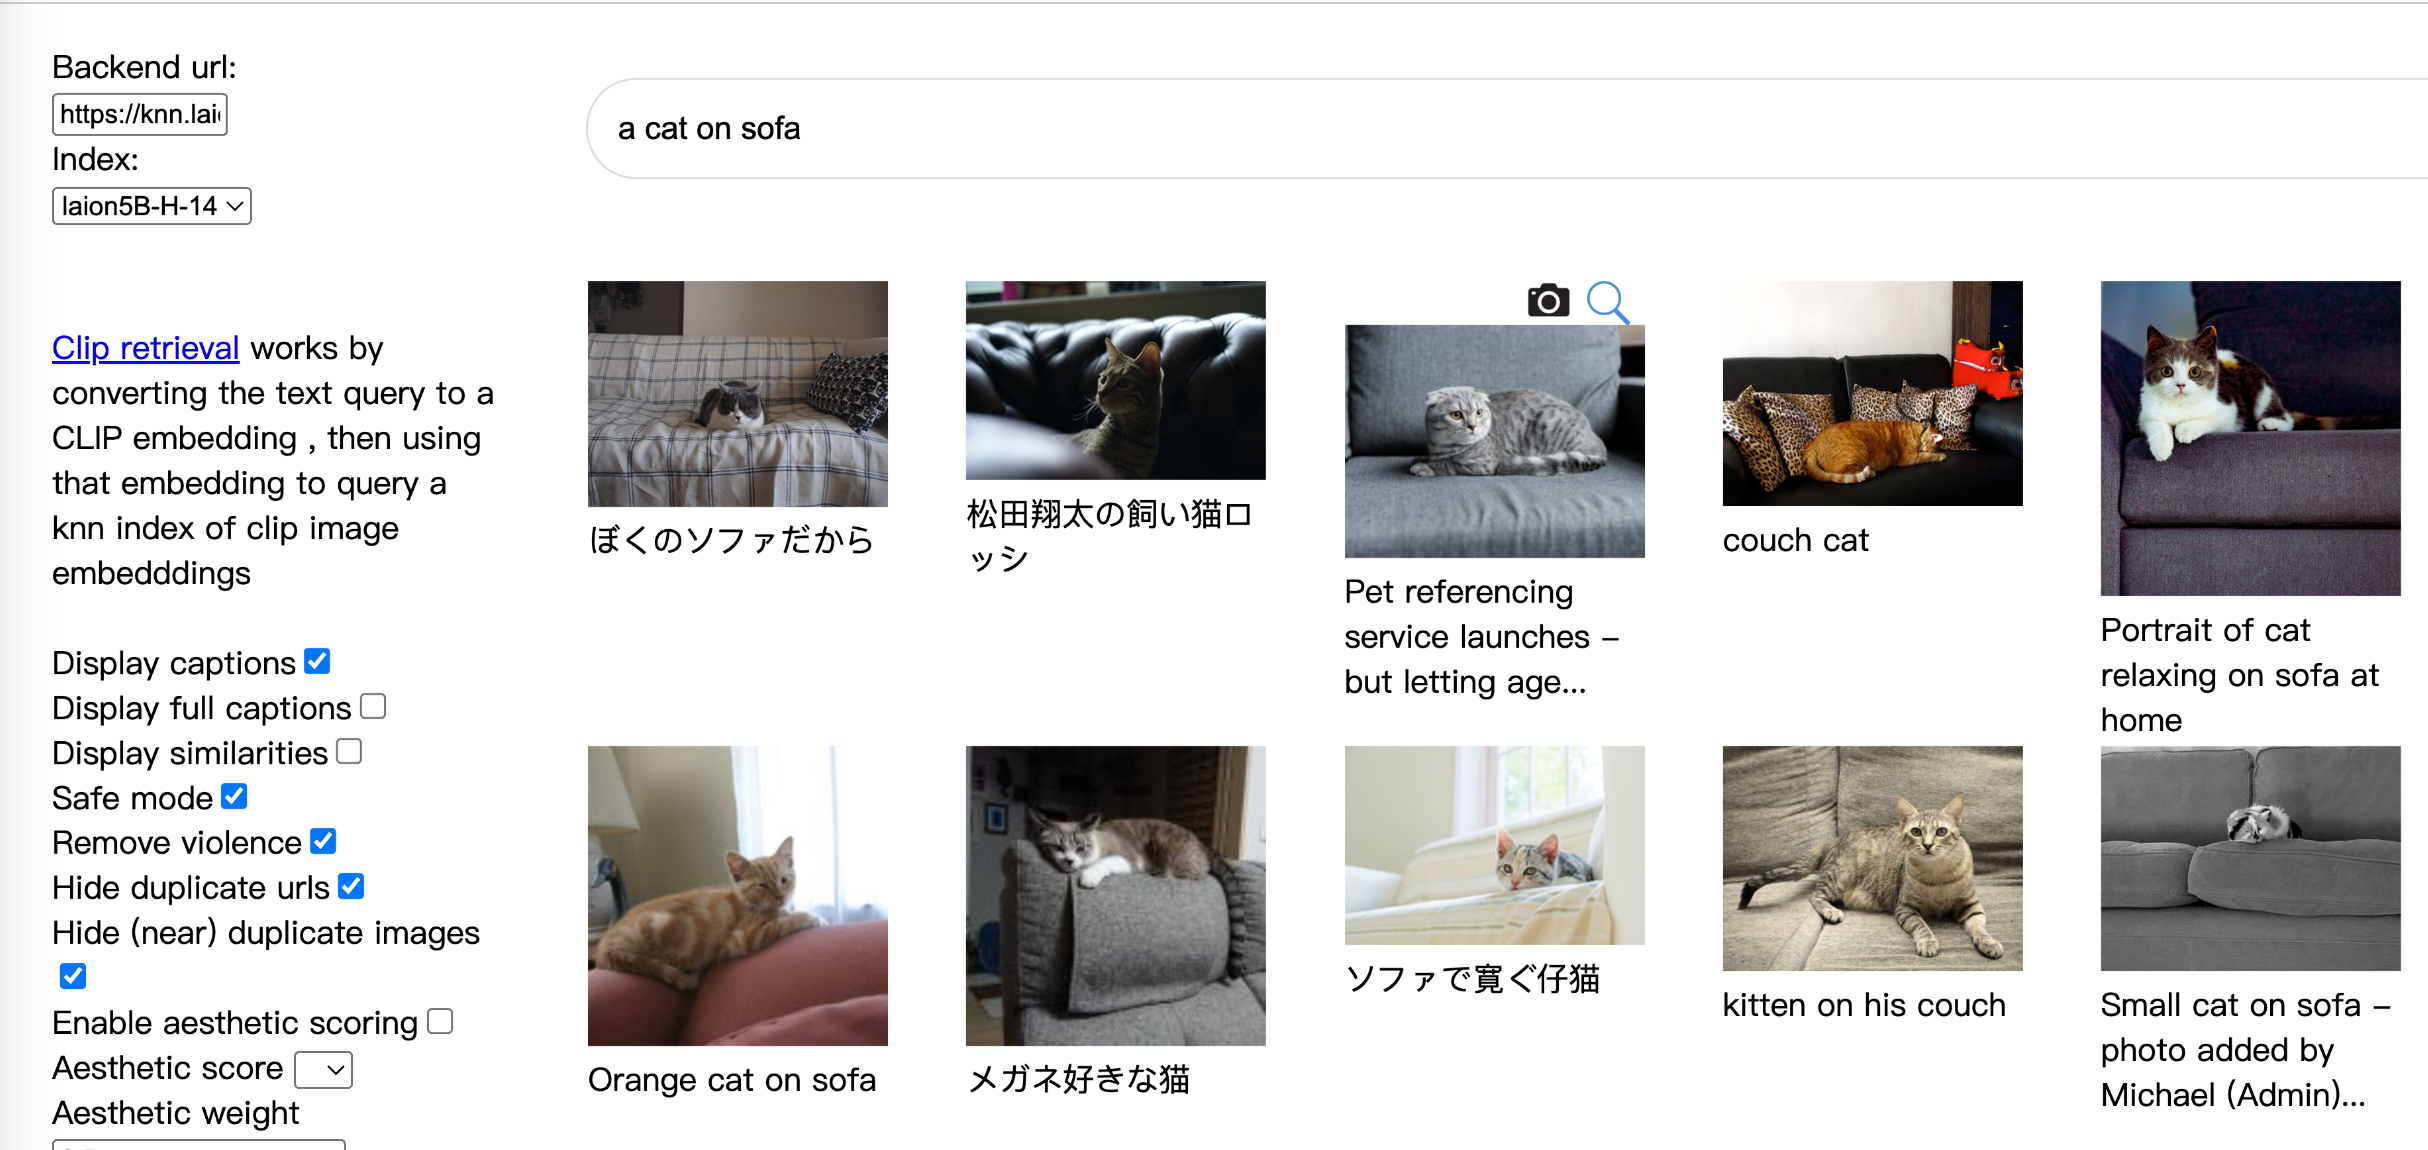 Backend url:
https://knn.lai
Index:
laion5B-H-14
Clip retrieval works by
converting the text query to a
CLIP embedding , then using
that embedding to query a
knn index of clip image
embedddings
Display captions
Display full captions
Display similarities
Safe mode
Remove violence
Hide duplicate urls
Hide (near) duplicate images
Enable aesthetic scoring
Aesthetic score
Aesthetic weight
a cat on sofa
ぼくのソファだから
松田翔太の飼い猫ロ
ッシ
Pet referencing
service launches –
but letting age...
couch cat
Portrait of cat
relaxing on sofa at
home
Orange cat on sofa
メガネ好きな猫
ソファで寛ぐ仔猫
kitten on his couch
Small cat on sofa –
photo added by
Michael (Admin)...